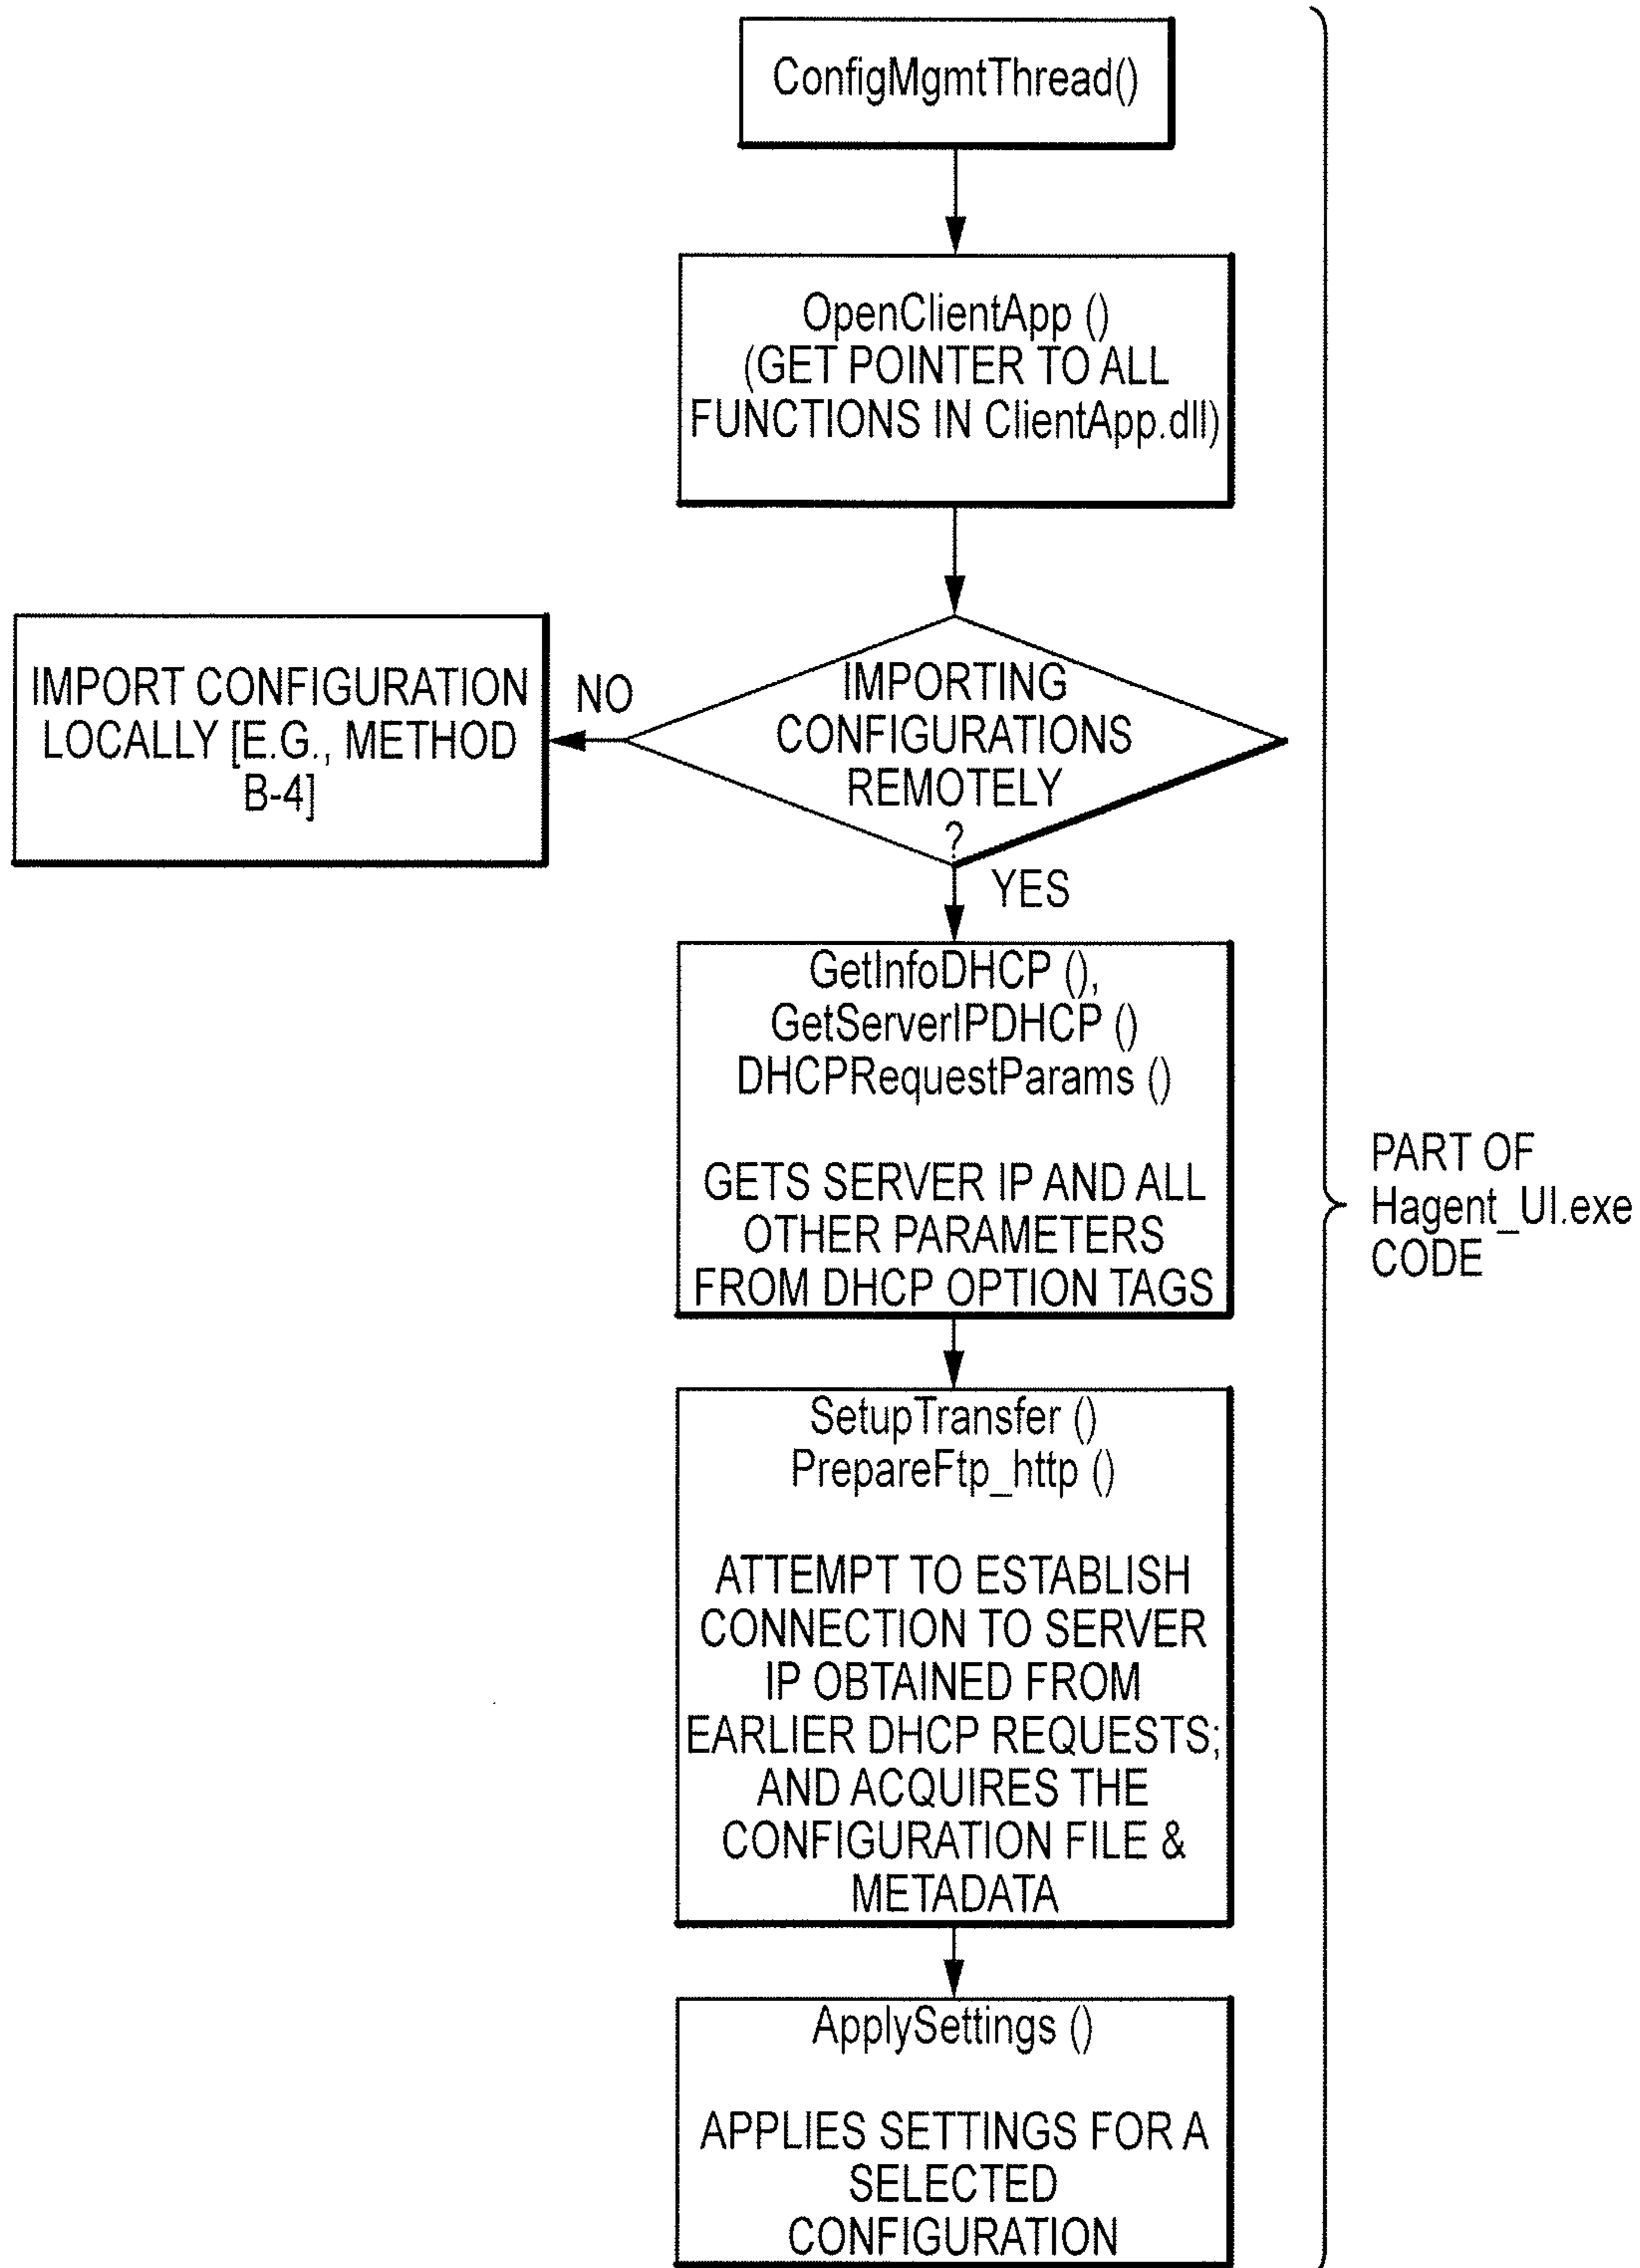 ConfigMgmtThread()
OpenClientApp ()
(GET POINTER TO ALL
FUNCTIONS IN ClientApp.dll)
IMPORTING
CONFIGURATIONS
REMOTELY
?
NO
IMPORT CONFIGURATION
LOCALLY [E.G., METHOD
B-4]
YES
GetInfoDHCP (),
GetServerIPDHCP ()
DHCPRequestParams ()
GETS SERVER IP AND ALL
OTHER PARAMETERS
FROM DHCP OPTION TAGS
SetupTransfer ()
PrepareFtp_http ()
ATTEMPT TO ESTABLISH
CONNECTION TO SERVER
IP OBTAINED FROM
EARLIER DHCP REQUESTS;
AND ACQUIRES THE
CONFIGURATION FILE &
METADATA
ApplySettings ()
APPLIES SETTINGS FOR A
SELECTED
CONFIGURATION
PART OF
Hagent_UI.exe
CODE